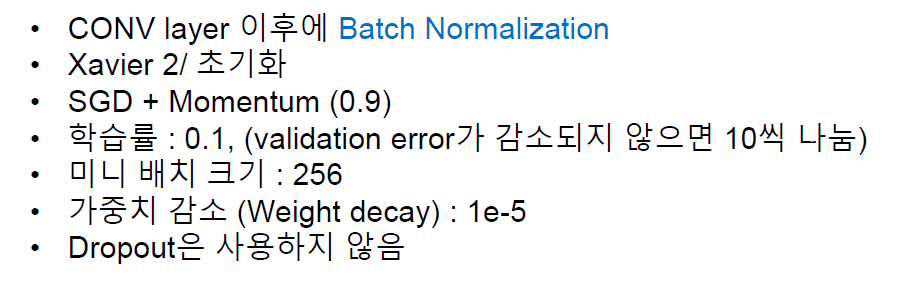 • CONV layer 이후에 Batch Normalization
• Xavier 2/ 초기화
• SGD + Momentum (0.9)
• 학습률 : 0.1, (validation error가 감소되지 않으면 10씩 나눔)
• 미니 배치 크기 : 256
• 가중치 감소 (Weight decay) : 1e-5
• Dropout은 사용하지 않음